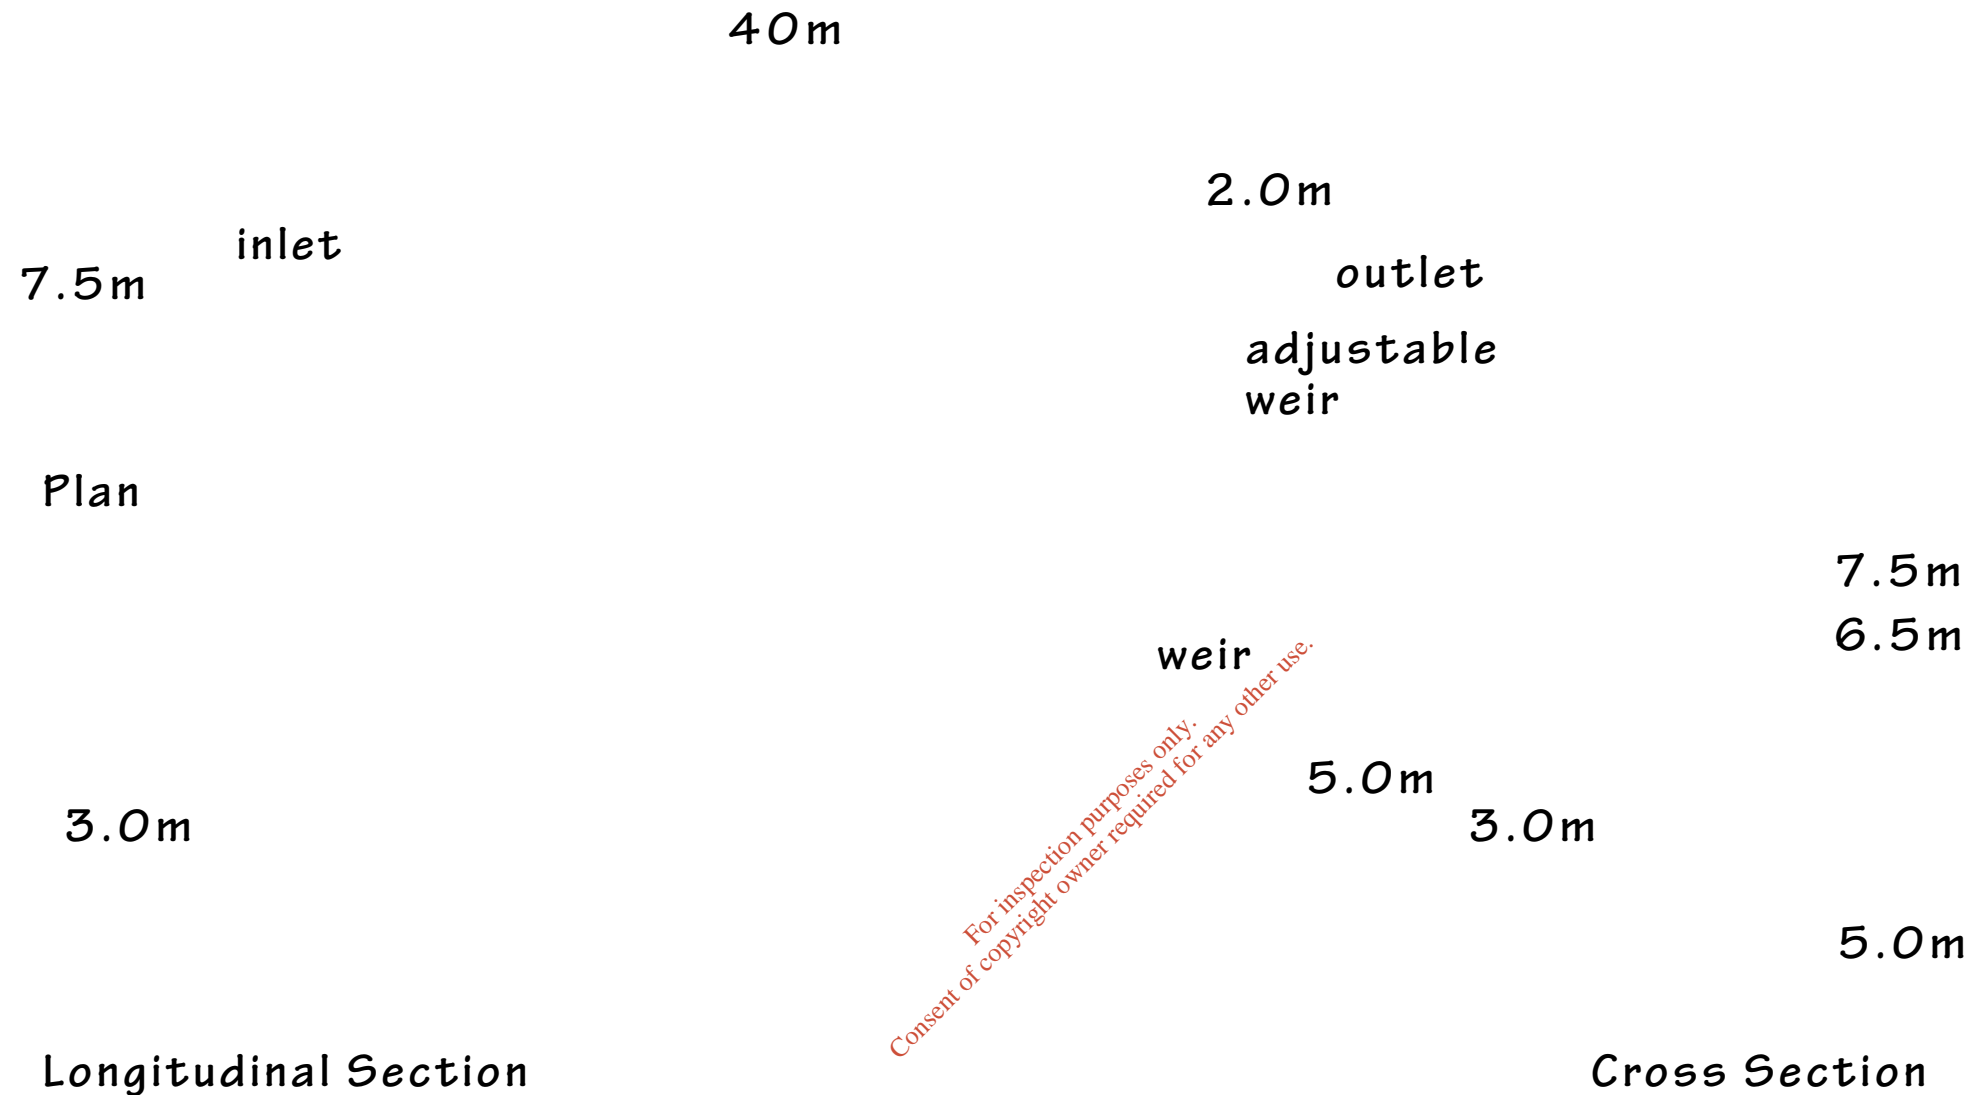 40m
2.0m
inlet
7.5m
outlet
adjustable
weir
Plan
7.5m
6.5m
weir
For inspection purposes only.
Consent of copyright owner required for any other use.
5.0m
3.0m
3.0m
5.0m
Longitudinal Section
Cross Section